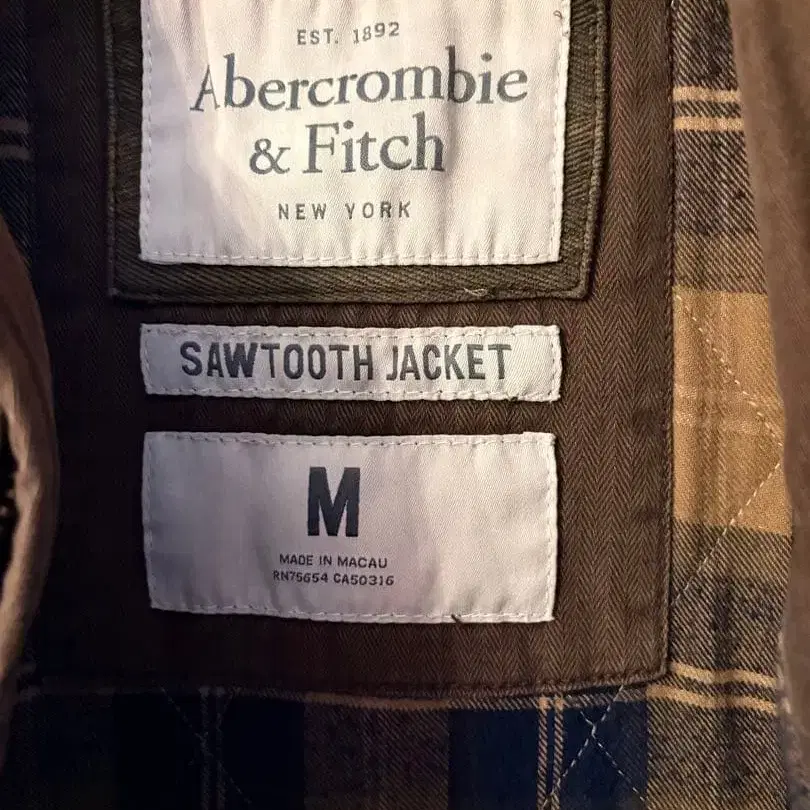 EST. 1892
Abercrombie
& Fitch
NEW YORK
SAWTOOTH JACKET
M
MADE IN MACAU
RN75654 CA50316